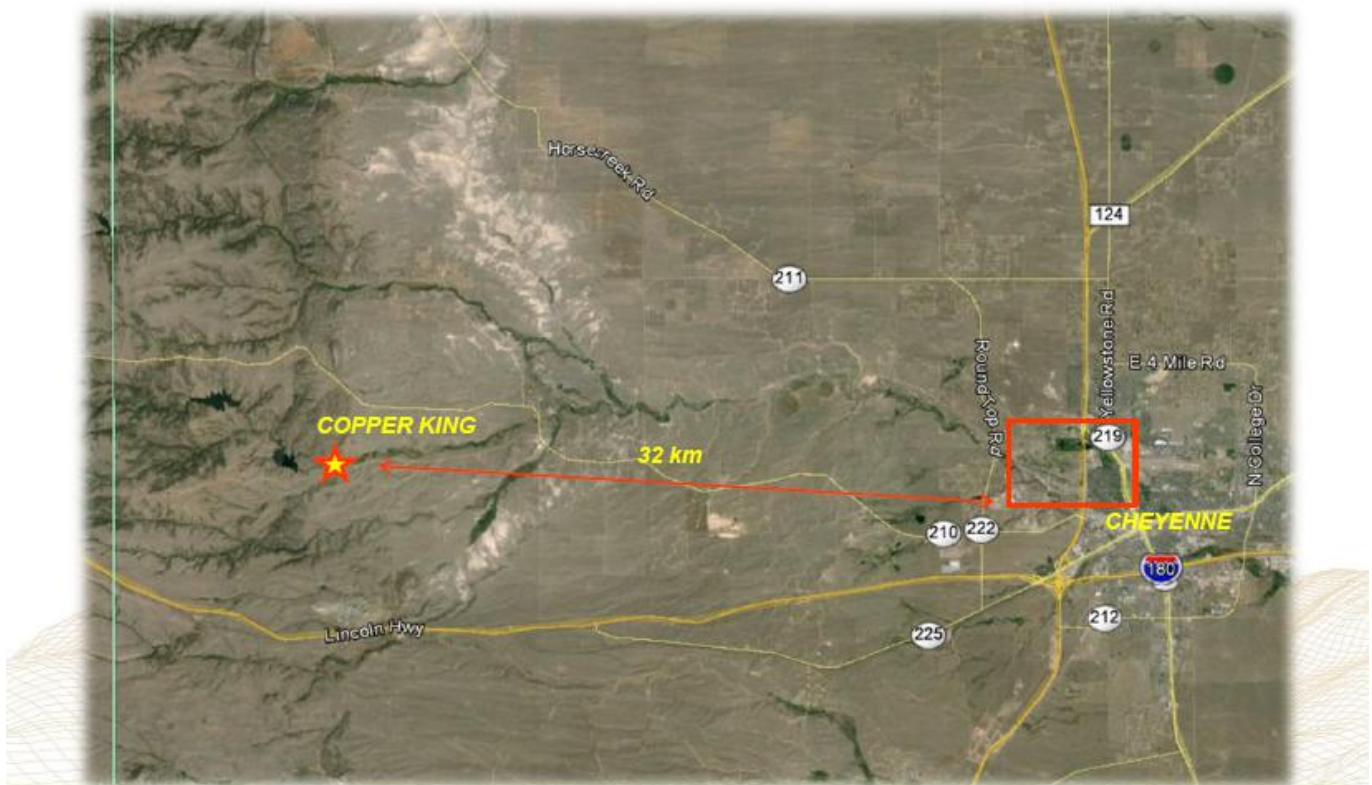 Horsecreek Rd
124
211
Yellowstone Rd
Round Top Rd
E 4 Mile Rd
N College Dr
COPPER KING
219
32 km
CHEYENNE
210
222
180
212
Lincoln Hwy
225